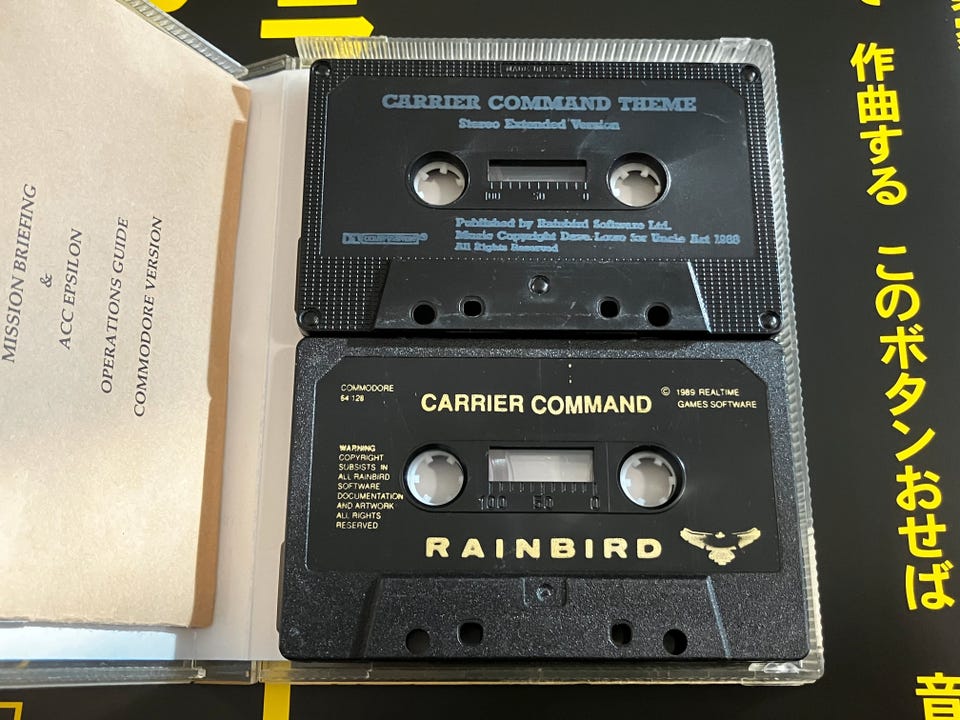 MISSION BRIEFING
&
ACC EPSILON
OPERATIONS GUIDE
COMMODORE VERSION
CARRIER COMMAND THEME
Stereo Extended Version
100 50 0
Published by Rainbird Software Ltd.
Music Copyright Dave Lowe for Uncle Art 1988
All Rights Reserved
COMMODORE
64 128
CARRIER COMMAND
© 1989 REALTIME
GAMES SOFTWARE
WARNING
COPYRIGHT
SUBSISTS IN
ALL RAINBIRD
SOFTWARE
DOCUMENTATION
AND ARTWORK
ALL RIGHTS
RESERVED
100 50 0
RAINBIRD
作曲する このボタンおせば
音